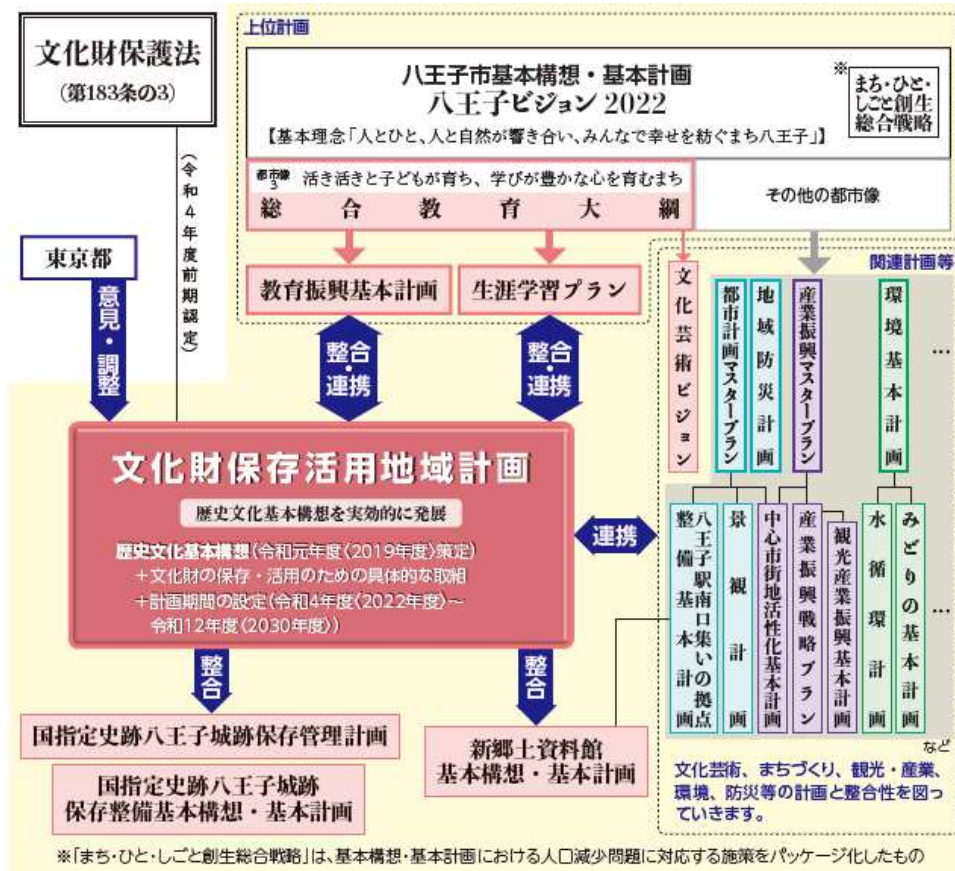 文化財保護法
(第183条の3)
(令和4年度前期認定)
東京都
意見・調整
上位計画
八王子市基本構想・基本計画
八王子ビジョン 2022
【基本理念「人とひと、人と自然が響き合い、みんなで幸せを紡ぐまち八王子」】
※
まち・ひと・
しごと創生
総合戦略
都市像
3
活き活きと子どもが育ち、学びが豊かな心を育むまち
総合教育大綱
その他の都市像
教育振興基本計画
生涯学習プラン
整合・連携
整合・連携
文化財保存活用地域計画
歴史文化基本構想を実効的に発展
歴史文化基本構想(令和元年度〈2019年度〉策定)
+文化財の保存・活用のための具体的な取組
+計画期間の設定(令和4年度〈2022年度〉~
令和12年度〈2030年度〉)
連携
整合
整合
国指定史跡八王子城跡保存管理計画
国指定史跡八王子城跡
保存整備基本構想・基本計画
新郷土資料館
基本構想・基本計画
関連計画等
文化芸術ビジョン
都市計画マスタープラン
地域防災計画
産業振興マスタープラン
環境基本計画
…
八王子駅南口集いの拠点
整備基本計画
景観計画
中心市街地活性化基本計画
産業振興戦略プラン
観光産業振興基本計画
水循環計画
みどりの基本計画
…
など
文化芸術、まちづくり、観光・産業、
環境、防災等の計画と整合性を図っ
ていきます。
※「まち・ひと・しごと創生総合戦略」は、基本構想・基本計画における人口減少問題に対応する施策をパッケージ化したもの